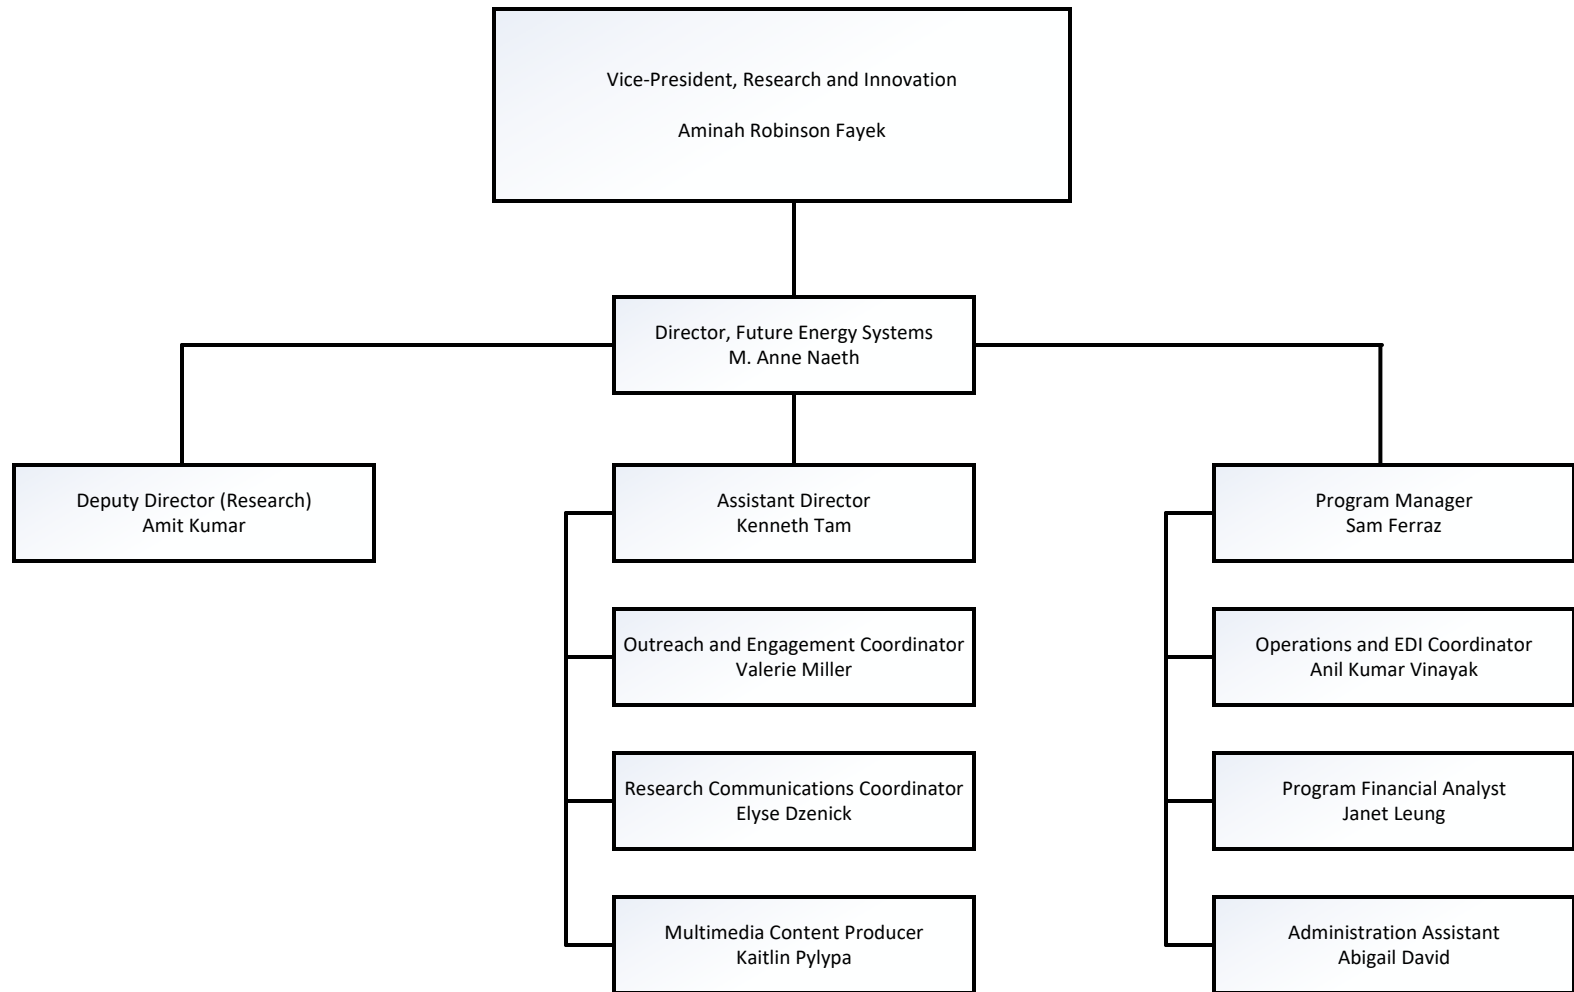 Vice-President, Research and Innovation
Aminah Robinson Fayek
Director, Future Energy Systems
M. Anne Naeth
Deputy Director (Research)
Amit Kumar
Assistant Director
Kenneth Tam
Program Manager
Sam Ferraz
Outreach and Engagement Coordinator
Valerie Miller
Operations and EDI Coordinator
Anil Kumar Vinayak
Research Communications Coordinator
Elyse Dzenick
Program Financial Analyst
Janet Leung
Multimedia Content Producer
Kaitlin Pylypa
Administration Assistant
Abigail David